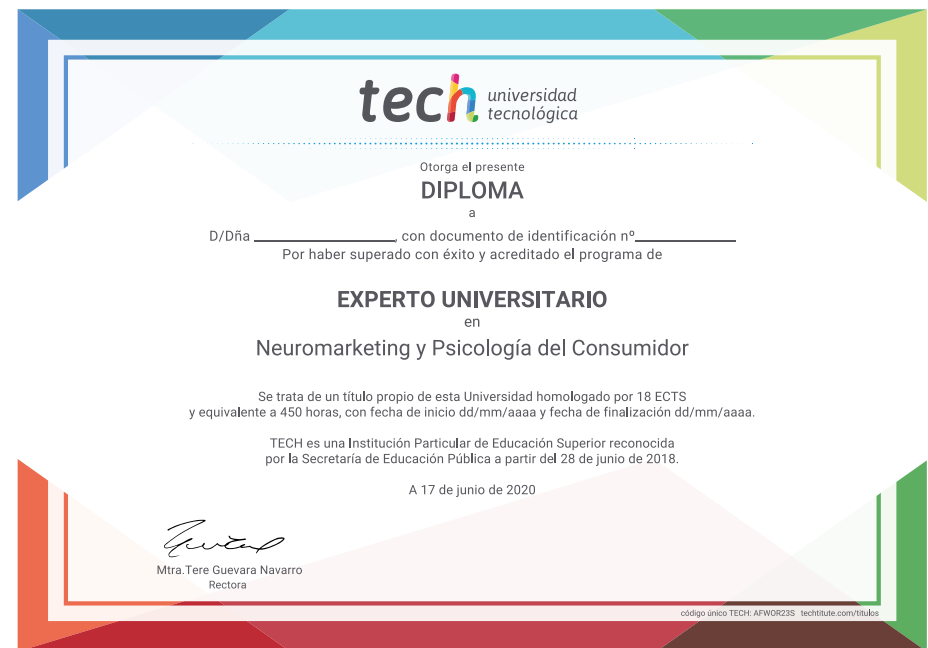 tech universidad
tecnológica
Otorga el presente
DIPLOMA
a
D/Dña ____________, con documento de identificación nº____________
Por haber superado con éxito y acreditado el programa de
EXPERTO UNIVERSITARIO
en
Neuromarketing y Psicología del Consumidor
Se trata de un título propio de esta Universidad homologado por 18 ECTS
y equivalente a 450 horas, con fecha de inicio dd/mm/aaaa y fecha de finalización dd/mm/aaaa.
TECH es una Institución Particular de Educación Superior reconocida
por la Secretaría de Educación Pública a partir del 28 de junio de 2018.
A 17 de junio de 2020
Mtra.Tere Guevara Navarro
Rectora
código único TECH: AFWOR23S techtitute.com/titulos